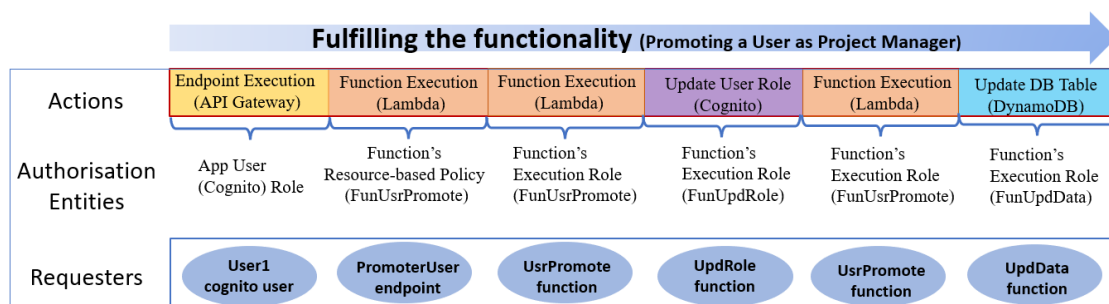 Fulfilling the functionality (Promoting a User as Project Manager)
Actions
Endpoint Execution
(API Gateway)
Function Execution
(Lambda)
Function Execution
(Lambda)
Update User Role
(Cognito)
Function Execution
(Lambda)
Update DB Table
(DynamoDB)
Authorisation
Entities
App User
(Cognito) Role
Function's
Resource-based Policy
(FunUsrPromote)
Function's
Execution Role
(FunUsrPromote)
Function's
Execution Role
(FunUpdRole)
Function's
Execution Role
(FunUsrPromote)
Function's
Execution Role
(FunUpdData)
Requesters
User1
cognito user
PromoterUser
endpoint
UsrPromote
function
UpdRole
function
UsrPromote
function
UpdData
function